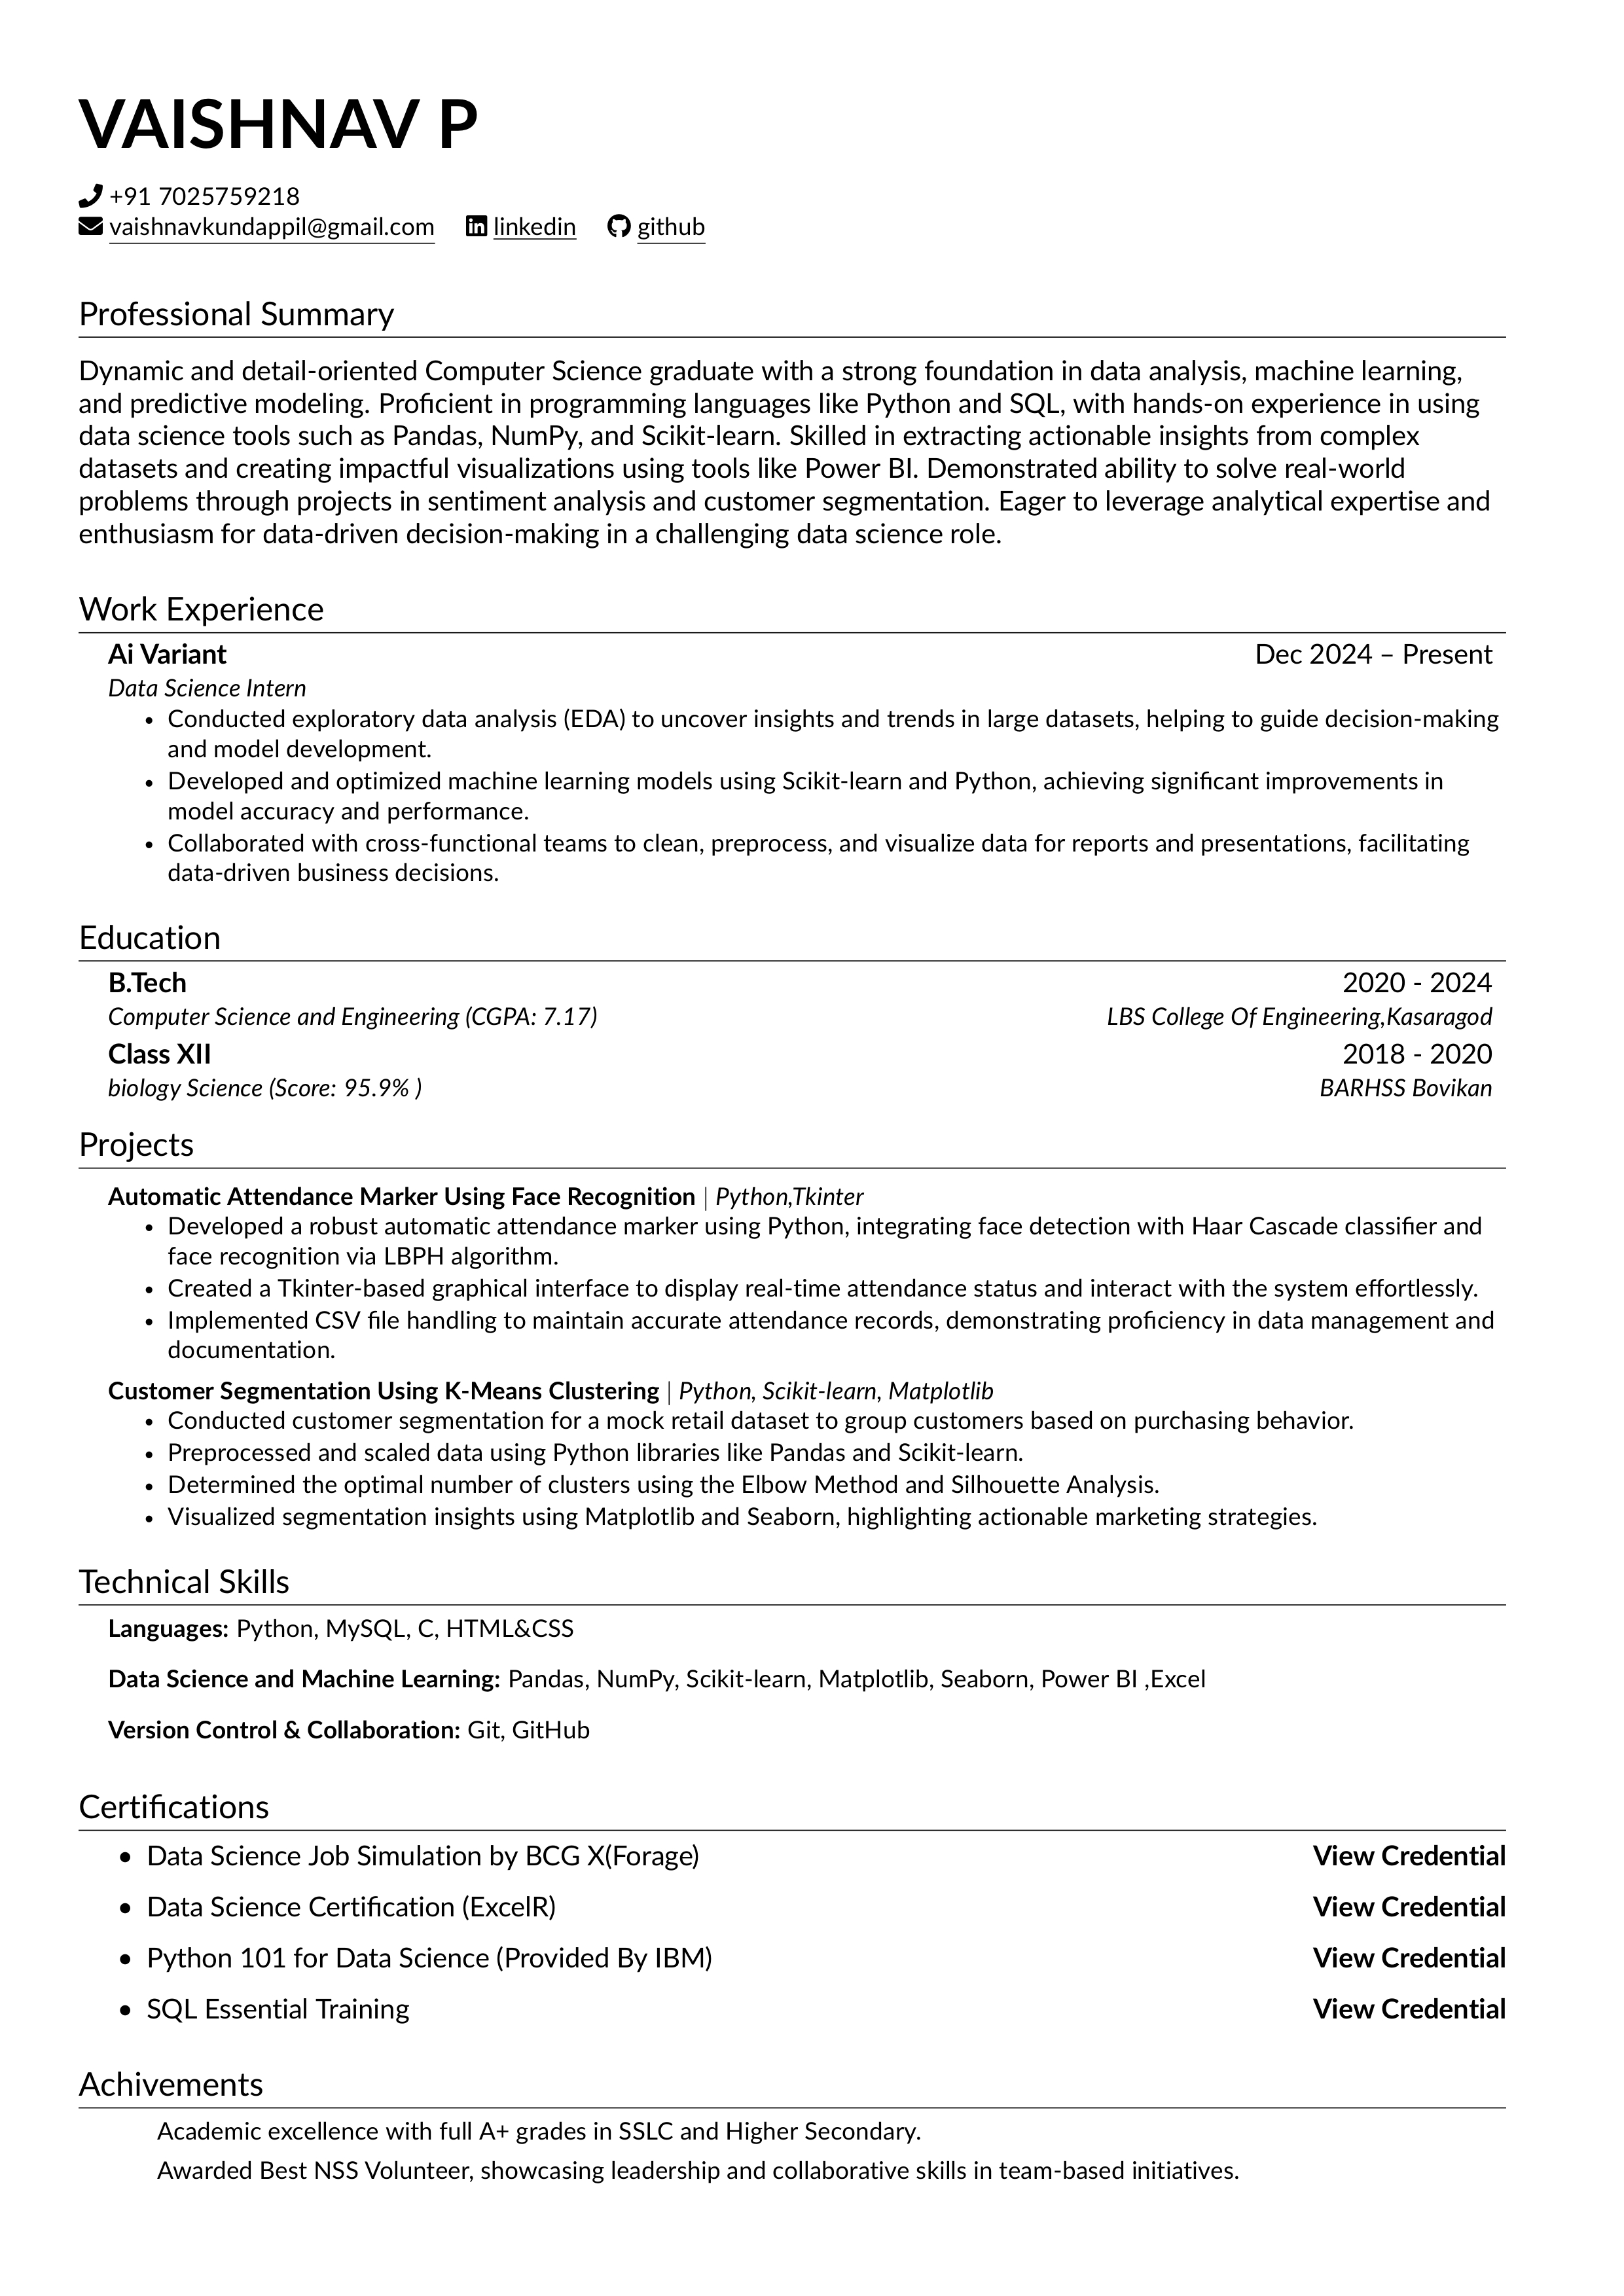 VAISHNAV P
+91 7025759218
vaishnavkundappil@gmail.com linkedin github
Professional Summary
Dynamic and detail-oriented Computer Science graduate with a strong foundation in data analysis, machine learning,
and predictive modeling. Proficient in programming languages like Python and SQL, with hands-on experience in using
data science tools such as Pandas, NumPy, and Scikit-learn. Skilled in extracting actionable insights from complex
datasets and creating impactful visualizations using tools like Power BI. Demonstrated ability to solve real-world
problems through projects in sentiment analysis and customer segmentation. Eager to leverage analytical expertise and
enthusiasm for data-driven decision-making in a challenging data science role.
Work Experience
Ai Variant Dec 2024 – Present
Data Science Intern
• Conducted exploratory data analysis (EDA) to uncover insights and trends in large datasets, helping to guide decision-making
and model development.
• Developed and optimized machine learning models using Scikit-learn and Python, achieving significant improvements in
model accuracy and performance.
• Collaborated with cross-functional teams to clean, preprocess, and visualize data for reports and presentations, facilitating
data-driven business decisions.
Education
B.Tech 2020 - 2024
Computer Science and Engineering (CGPA: 7.17) LBS College Of Engineering,Kasaragod
Class XII 2018 - 2020
biology Science (Score: 95.9% ) BARHSS Bovikan
Projects
Automatic Attendance Marker Using Face Recognition | Python,Tkinter
• Developed a robust automatic attendance marker using Python, integrating face detection with Haar Cascade classifier and
face recognition via LBPH algorithm.
• Created a Tkinter-based graphical interface to display real-time attendance status and interact with the system effortlessly.
• Implemented CSV file handling to maintain accurate attendance records, demonstrating proficiency in data management and
documentation.
Customer Segmentation Using K-Means Clustering | Python, Scikit-learn, Matplotlib
• Conducted customer segmentation for a mock retail dataset to group customers based on purchasing behavior.
• Preprocessed and scaled data using Python libraries like Pandas and Scikit-learn.
• Determined the optimal number of clusters using the Elbow Method and Silhouette Analysis.
• Visualized segmentation insights using Matplotlib and Seaborn, highlighting actionable marketing strategies.
Technical Skills
Languages: Python, MySQL, C, HTML&CSS
Data Science and Machine Learning: Pandas, NumPy, Scikit-learn, Matplotlib, Seaborn, Power BI ,Excel
Version Control & Collaboration: Git, GitHub
Certifications
• Data Science Job Simulation by BCG X(Forage) View Credential
• Data Science Certification (ExcelR) View Credential
• Python 101 for Data Science (Provided By IBM) View Credential
• SQL Essential Training View Credential
Achivements
Academic excellence with full A+ grades in SSLC and Higher Secondary.
Awarded Best NSS Volunteer, showcasing leadership and collaborative skills in team-based initiatives.